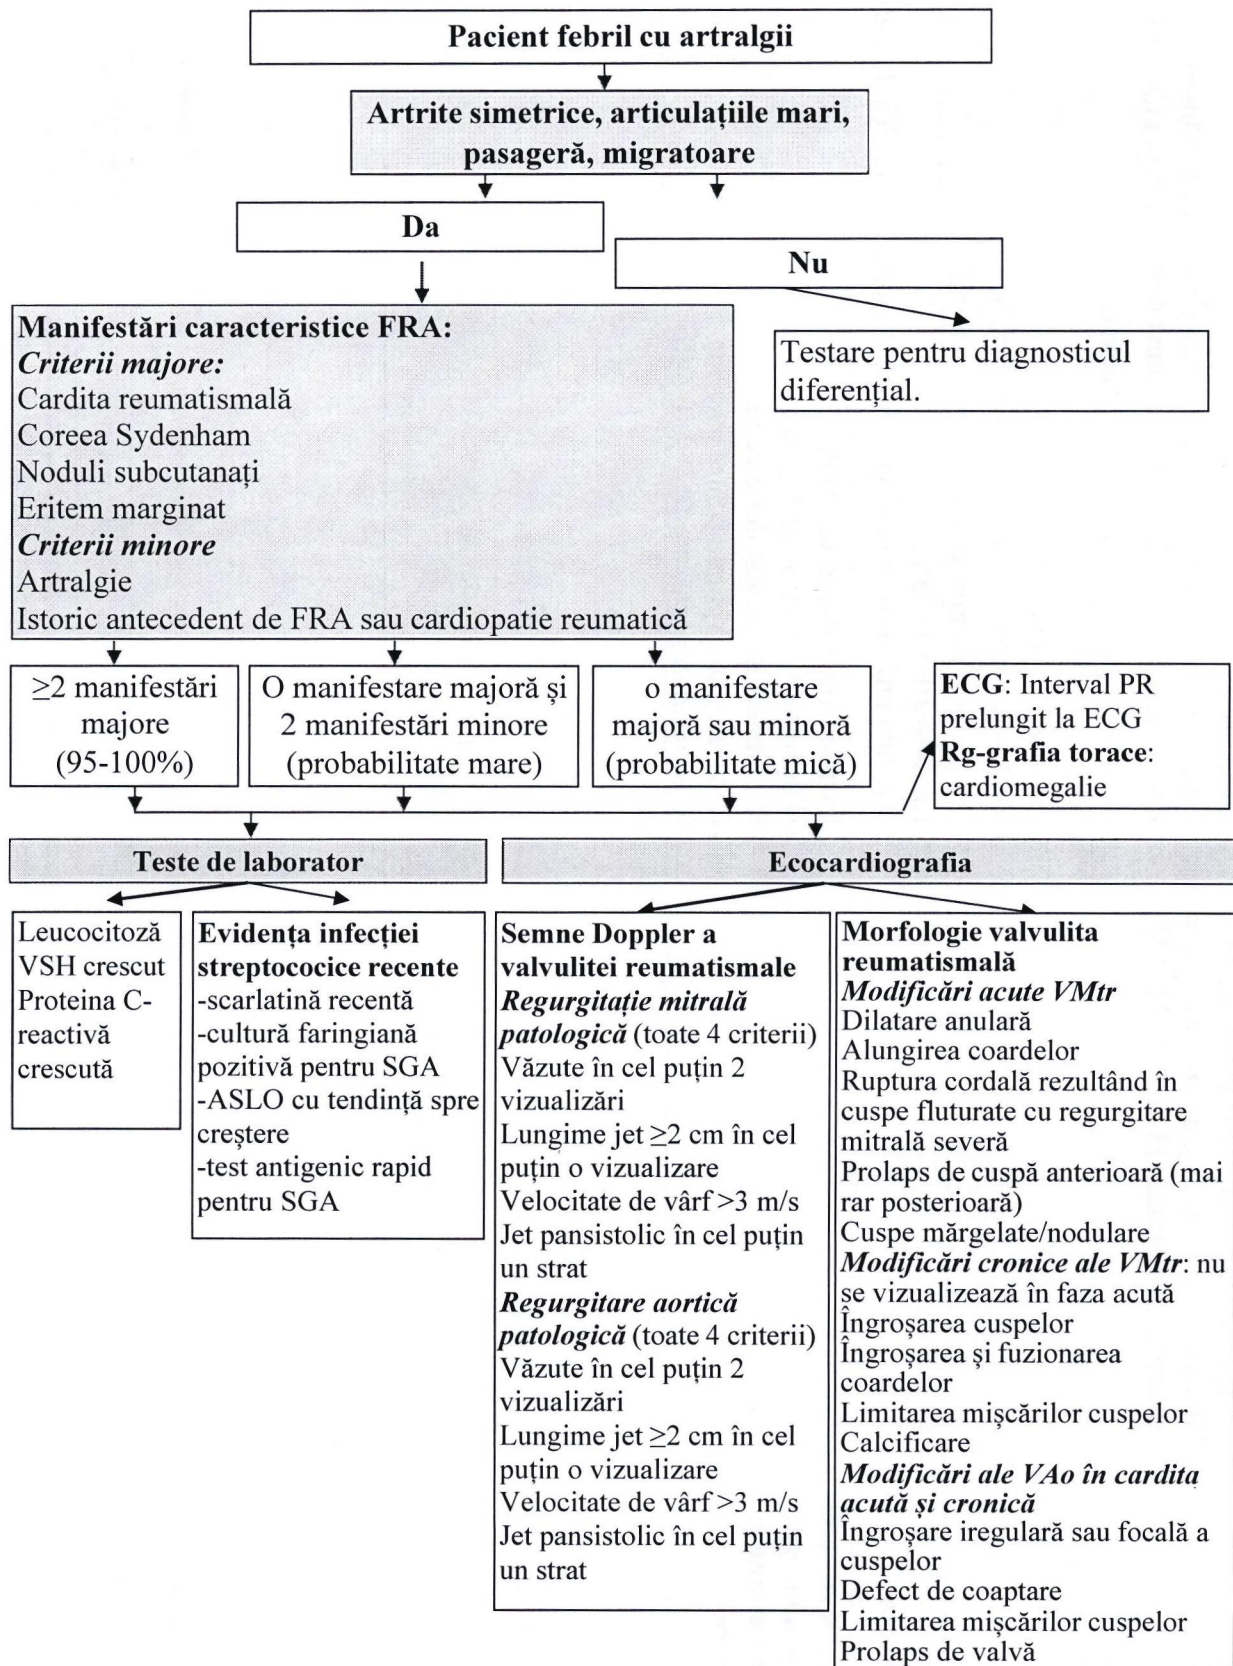 Pacient febril cu artralgii
Artrite simetrice, articulațiile mari,
pasageră, migratoare
Da
Nu
Testare pentru diagnosticul
diferențial.
Manifestări caracteristice FRA:
Criterii majore:
Cardita reumatismală
Coreea Sydenham
Noduli subcutanați
Eritem marginat
Criterii minore
Artralgie
Istoric antecedent de FRA sau cardiopatie reumatică
≥2 manifestări
majore
(95-100%)
O manifestare majoră și
2 manifestări minore
(probabilitate mare)
o manifestare
majoră sau minoră
(probabilitate mică)
ECG: Interval PR
prelungit la ECG
Rg-grafia torace:
cardiomegalie
Teste de laborator
Ecocardiografia
Leucocitoză
VSH crescut
Proteina C-
reactivă
crescută
Evidența infecției
streptococice recente
-scarlatină recentă
-cultură faringiană
pozitivă pentru SGA
-ASLO cu tendință spre
creștere
-test antigenic rapid
pentru SGA
Semne Doppler a
valvulitei reumatismale
Regurgitație mitrală
patologică (toate 4 criterii)
Văzute în cel puțin 2
vizualizări
Lungime jet ≥2 cm în cel
puțin o vizualizare
Velocitate de vârf >3 m/s
Jet pansistolic în cel puțin
un strat
Regurgitare aortică
patologică (toate 4 criterii)
Văzute în cel puțin 2
vizualizări
Lungime jet ≥2 cm în cel
puțin o vizualizare
Velocitate de vârf >3 m/s
Jet pansistolic în cel puțin
un strat
Morfologie valvulita
reumatismală
Modificări acute VMtr
Dilatare anulară
Alungirea coardelor
Ruptura cordală rezultând în
cuspe fluturate cu regurgitare
mitrală severă
Prolaps de cuspă anterioară (mai
rar posterioară)
Cuspe mărgelate/nodulare
Modificări cronice ale VMtr: nu
se vizualizează în faza acută
Îngroșarea cuspelor
Îngroșarea și fuzionarea
coardelor
Limitarea mișcărilor cuspelor
Calcificare
Modificări ale VAo în cardita
acută și cronică
Îngroșare iregulară sau focală a
cuspelor
Defect de coaptare
Limitarea mișcărilor cuspelor
Prolaps de valvă